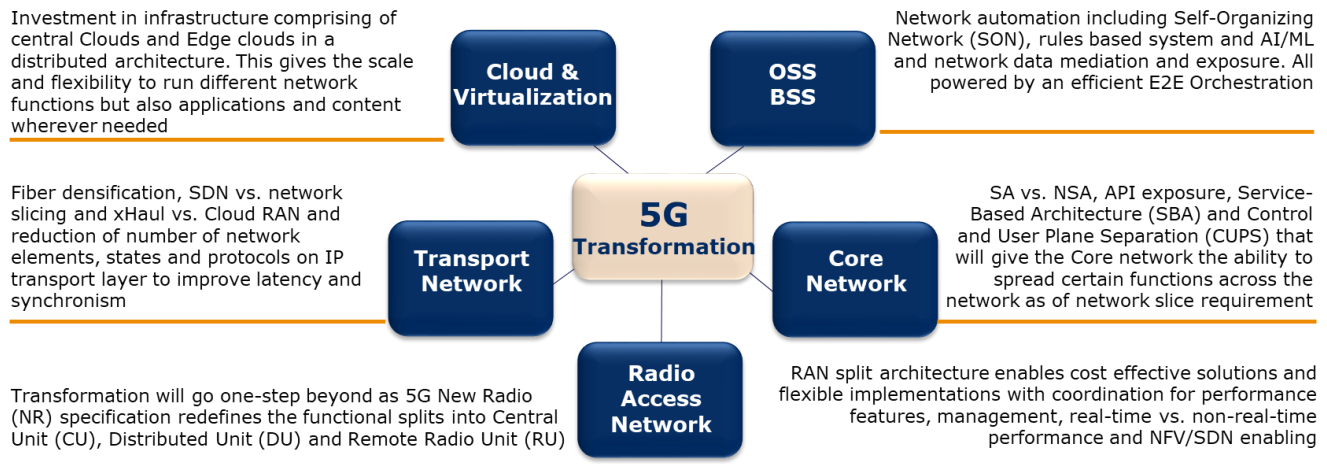 Investment in infrastructure comprising of
central Clouds and Edge clouds in a
distributed architecture. This gives the scale
and flexibility to run different network
functions but also applications and content
wherever needed
Cloud &
Virtualization
OSS
BSS
Network automation including Self-Organizing
Network (SON), rules based system and AI/ML
and network data mediation and exposure. All
powered by an efficient E2E Orchestration
Fiber densification, SDN vs. network
slicing and xHaul vs. Cloud RAN and
reduction of number of network
elements, states and protocols on IP
transport layer to improve latency and
synchronism
Transport
Network
5G
Transformation
Core
Network
SA vs. NSA, API exposure, Service-
Based Architecture (SBA) and Control
and User Plane Separation (CUPS) that
will give the Core network the ability to
spread certain functions across the
network as of network slice requirement
Transformation will go one-step beyond as 5G New Radio
(NR) specification redefines the functional splits into Central
Unit (CU), Distributed Unit (DU) and Remote Radio Unit (RU)
Radio
Access
Network
RAN split architecture enables cost effective solutions and
flexible implementations with coordination for performance
features, management, real-time vs. non-real-time
performance and NFV/SDN enabling